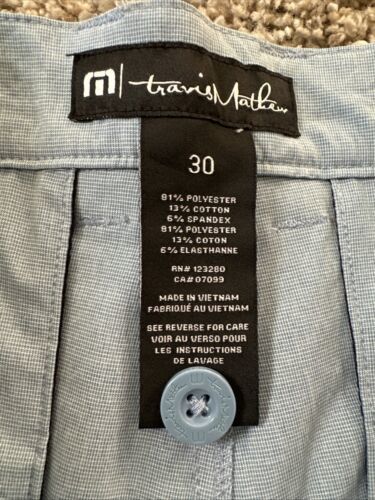 travisMathew
30
81% POLYESTER
13% COTTON
6% SPANDEX
81% POLYESTER
13% COTON
6% ELASTHANNE
RN# 123280
CA# 07099
MADE IN VIETNAM
FABRIQUÉ AU VIETNAM
SEE REVERSE FOR CARE
VOIR AU VERSO POUR
LES INSTRUCTIONS
DE LAVAGE